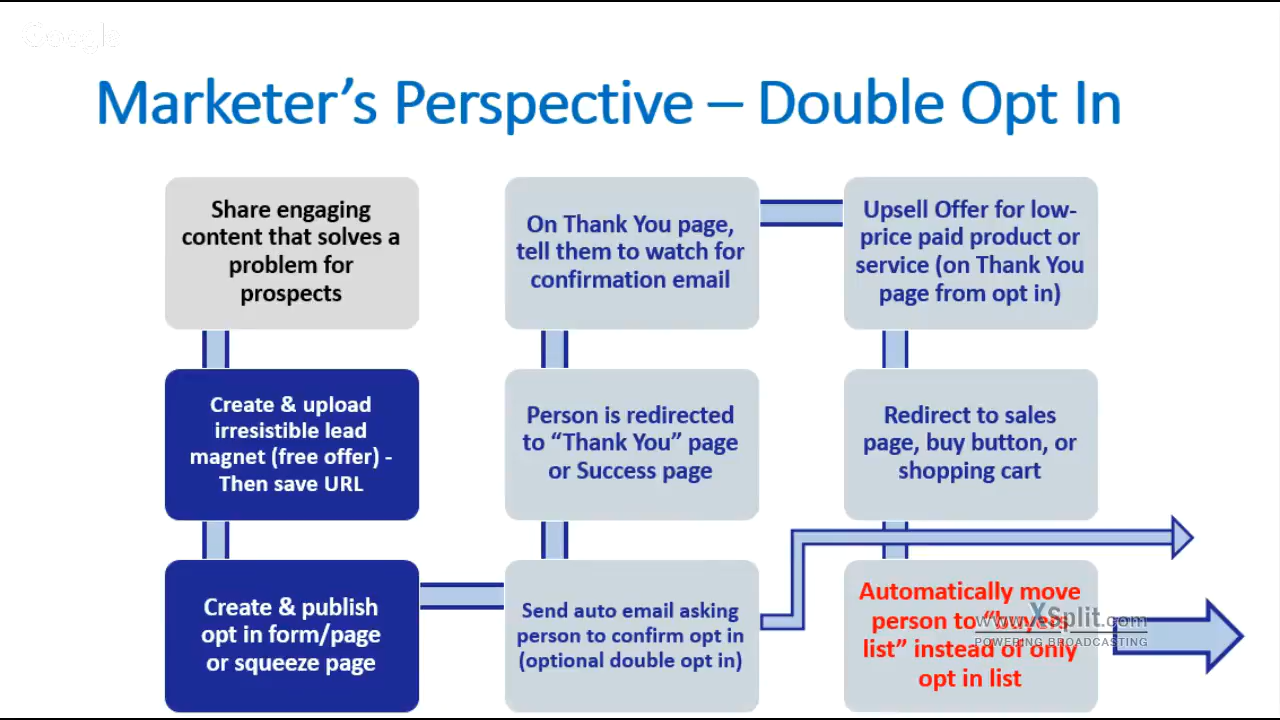 Google
Marketer's Perspective – Double Opt In
Share engaging
content that solves a
problem for
prospects
Create & upload
irresistible lead
magnet (free offer) -
Then save URL
Create & publish
opt in form/page
or squeeze page
Send auto email asking
person to confirm opt in
(optional double opt in)
Person is redirected
to “Thank You” page
or Success page
On Thank You page,
tell them to watch for
confirmation email
Upsell Offer for low-
price paid product or
service (on Thank You
page from opt in)
Redirect to sales
page, buy button, or
shopping cart
Automatically move
person to “buyers
list” instead of only
opt in list
www.XSplit.com
POWERING BROADCASTING